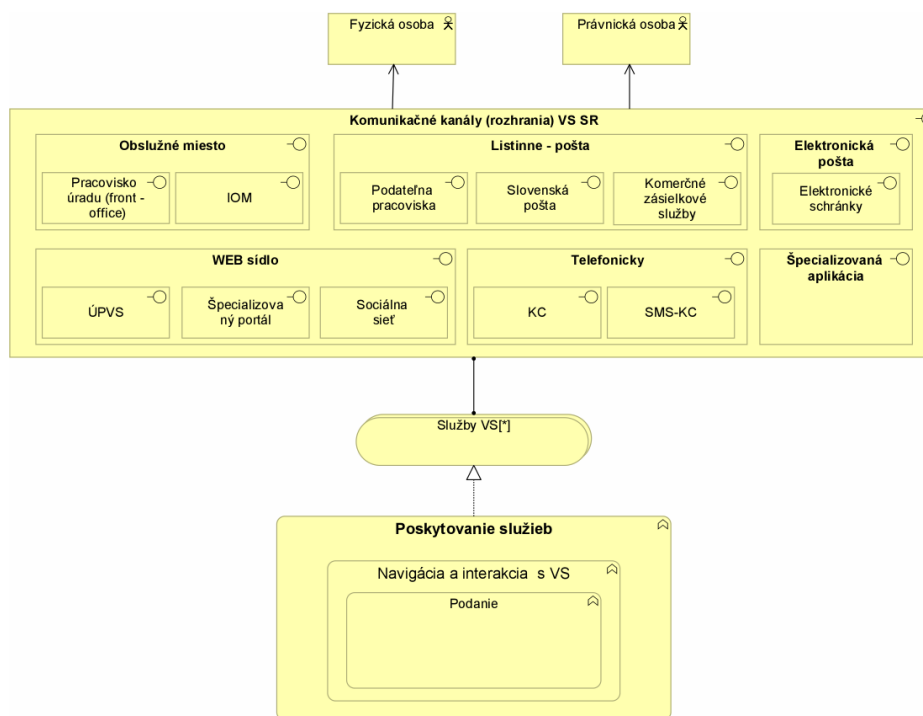 Fyzická osoba
Právnická osoba
Komunikačné kanály (rozhrania) VS SR
Obslužné miesto
Listinne - pošta
Elektronická
pošta
Pracovisko
úradu (front -
office)
IOM
Podateľna
pracoviska
Slovenská
pošta
Komerčné
zásielkové
služby
Elektronické
schránky
WEB sídlo
Telefonicky
Špecializovaná
aplikácia
ÚPVS
Špecializova
ný portál
Sociálna
sieť
KC
SMS-KC
Služby VS[*]
Poskytovanie služieb
Navigácia a interakcia s VS
Podanie